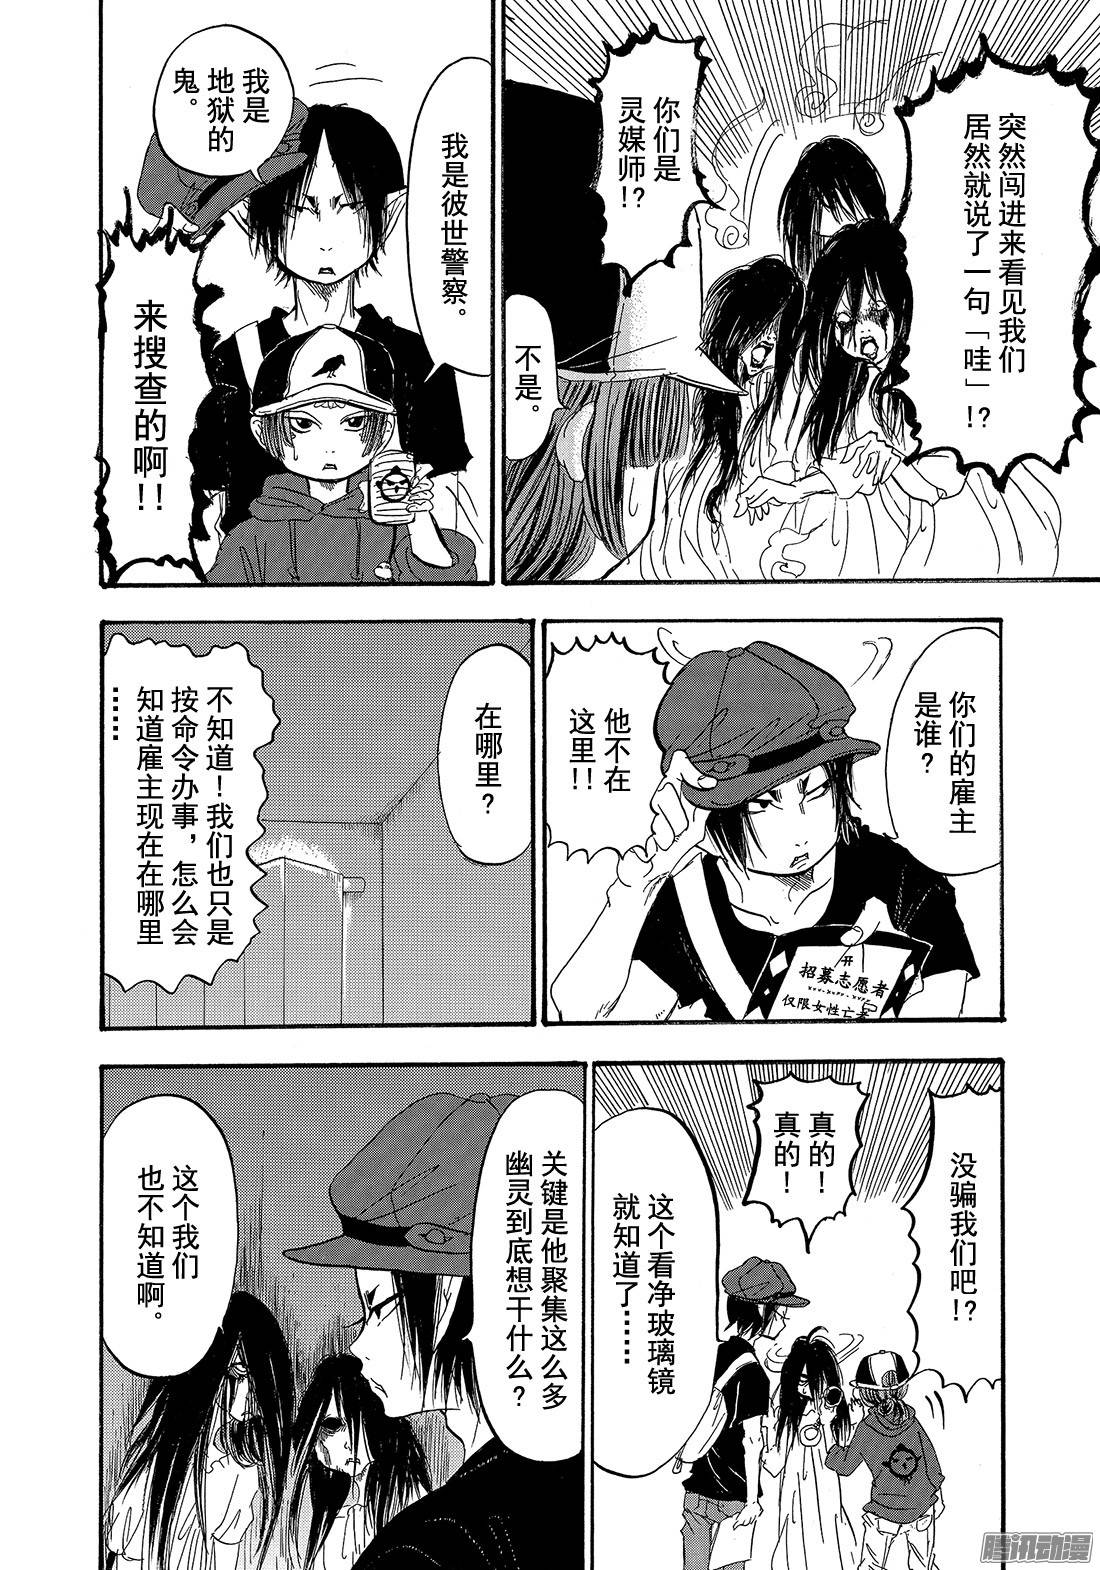 突然闯进来看见我们
居然就说了一句「哇」!?
你们是
灵媒师!?
不是。
我是彼世警察。
我是
地狱的
鬼。
来搜查的啊!!
你们的雇主
是谁？
他不在
这里!!
开
招募志愿者
仅限女性亡者
在哪里？
不知道！我们也只是
按命令办事，怎么会
知道雇主现在在哪里
……
没骗我们吧!?
真的！
真的！
这个看净玻璃镜
就知道了……
关键是他聚集这么多
幽灵到底想干什么？
这个我们
也不知道啊。
腾讯动漫